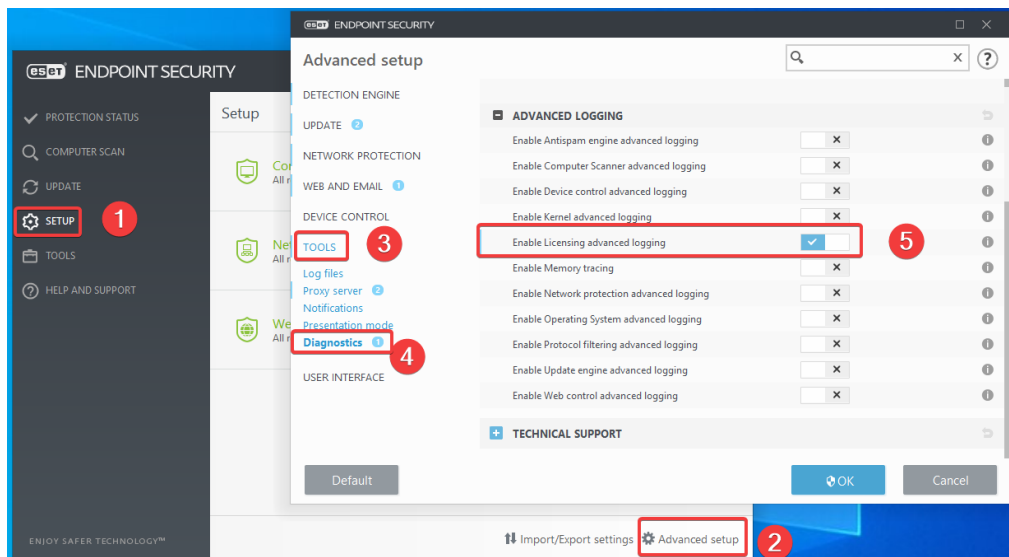 eset ENDPOINT SECURITY
PROTECTION STATUS
COMPUTER SCAN
UPDATE
SETUP
1
TOOLS
HELP AND SUPPORT
ENJOY SAFER TECHNOLOGY™
Setup
All
All
All
Import/Export settings
Advanced setup
2
eset ENDPOINT SECURITY
Advanced setup
x
?
DETECTION ENGINE
UPDATE 2
NETWORK PROTECTION
WEB AND EMAIL 1
DEVICE CONTROL
TOOLS
3
Log files
Proxy server 2
Notifications
Presentation mode
Diagnostics 1
4
USER INTERFACE
ADVANCED LOGGING
Enable Antispam engine advanced logging
Enable Computer Scanner advanced logging
Enable Device control advanced logging
Enable Kernel advanced logging
Enable Licensing advanced logging
5
Enable Memory tracing
Enable Network protection advanced logging
Enable Operating System advanced logging
Enable Protocol filtering advanced logging
Enable Update engine advanced logging
Enable Web control advanced logging
TECHNICAL SUPPORT
Default
OK
Cancel